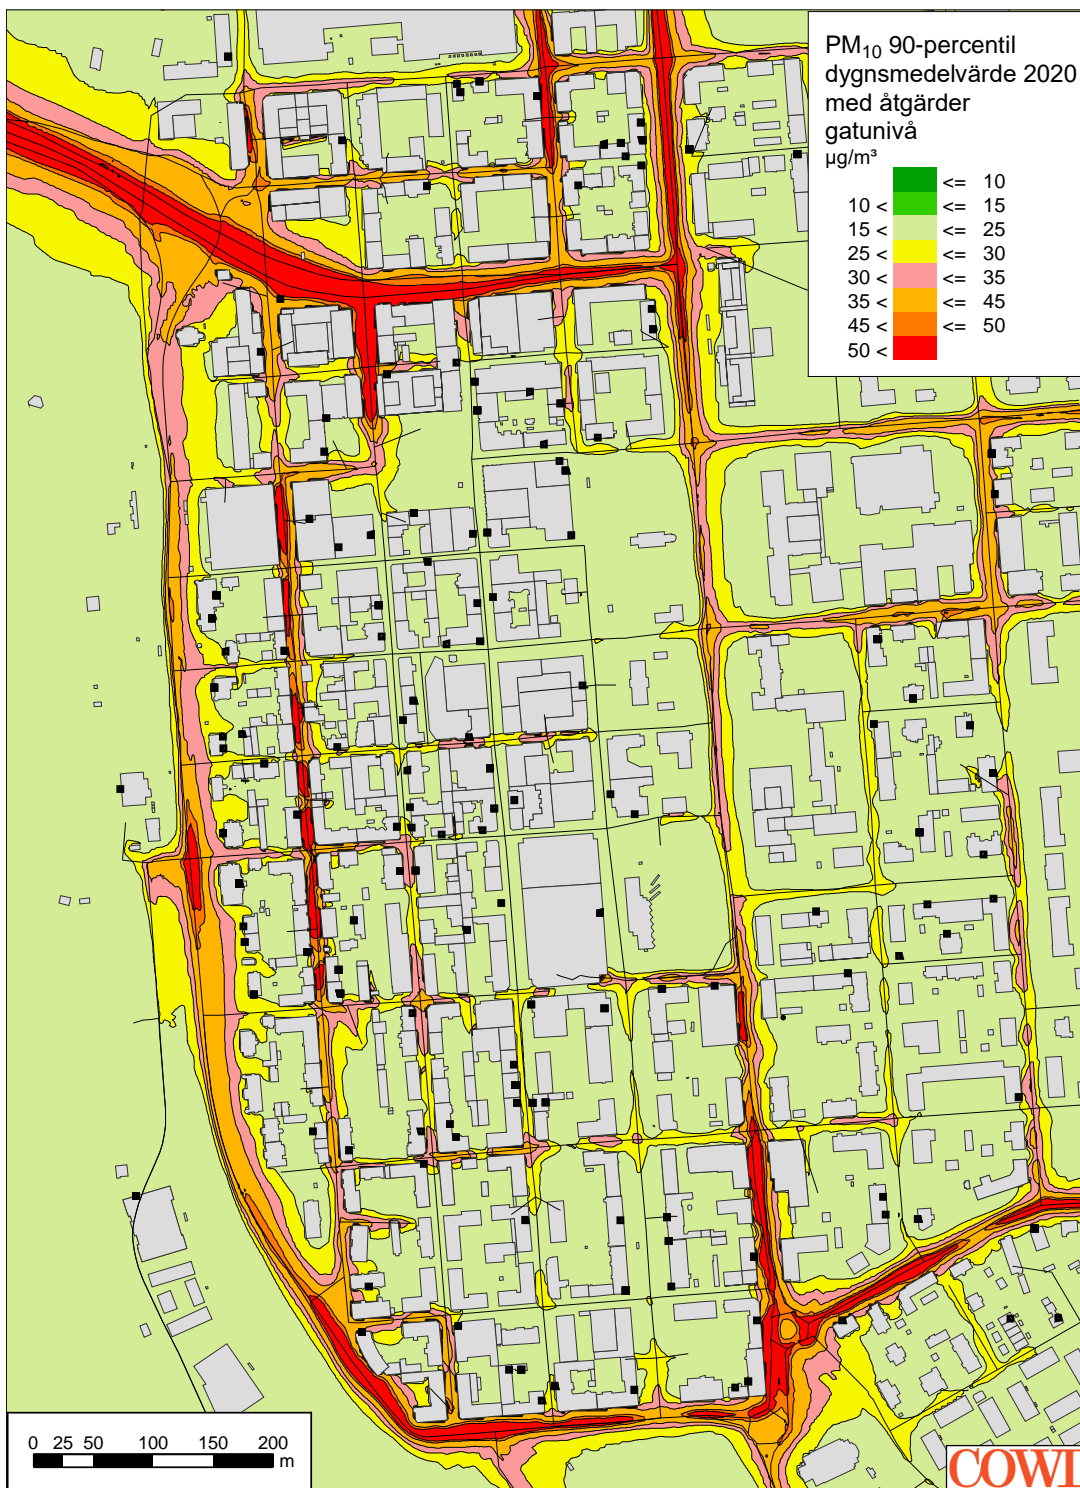 PM₁₀ 90-percentil
dygnsmedelvärde 2020
med åtgärder
gatunivå
µg/m³
<= 10
10 < <= 15
15 < <= 25
25 < <= 30
30 < <= 35
35 < <= 45
45 < <= 50
50 <
0 25 50 100 150 200
m
COWI